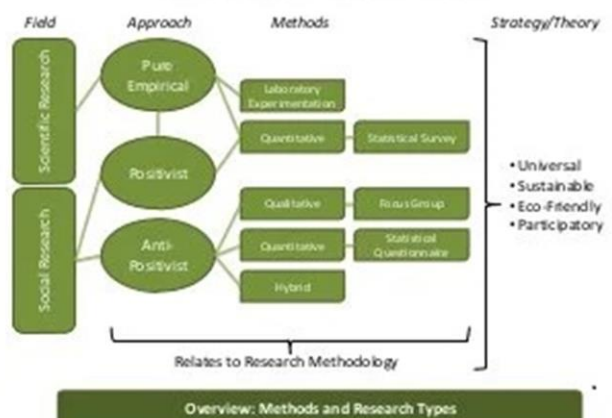 Field
Approach
Methods
Strategy/Theory
Scientific Research
Social Research
Pure
Empirical
Positivist
Anti-
Positivist
Laboratory
Experimentation
Quantitative
Statistical Survey
Qualitative
Focus Group
Quantitative
Statistical
Questionnaire
Hybrid
• Universal
• Sustainable
• Eco-Friendly
• Participatory
Relates to Research Methodology
Overview: Methods and Research Types